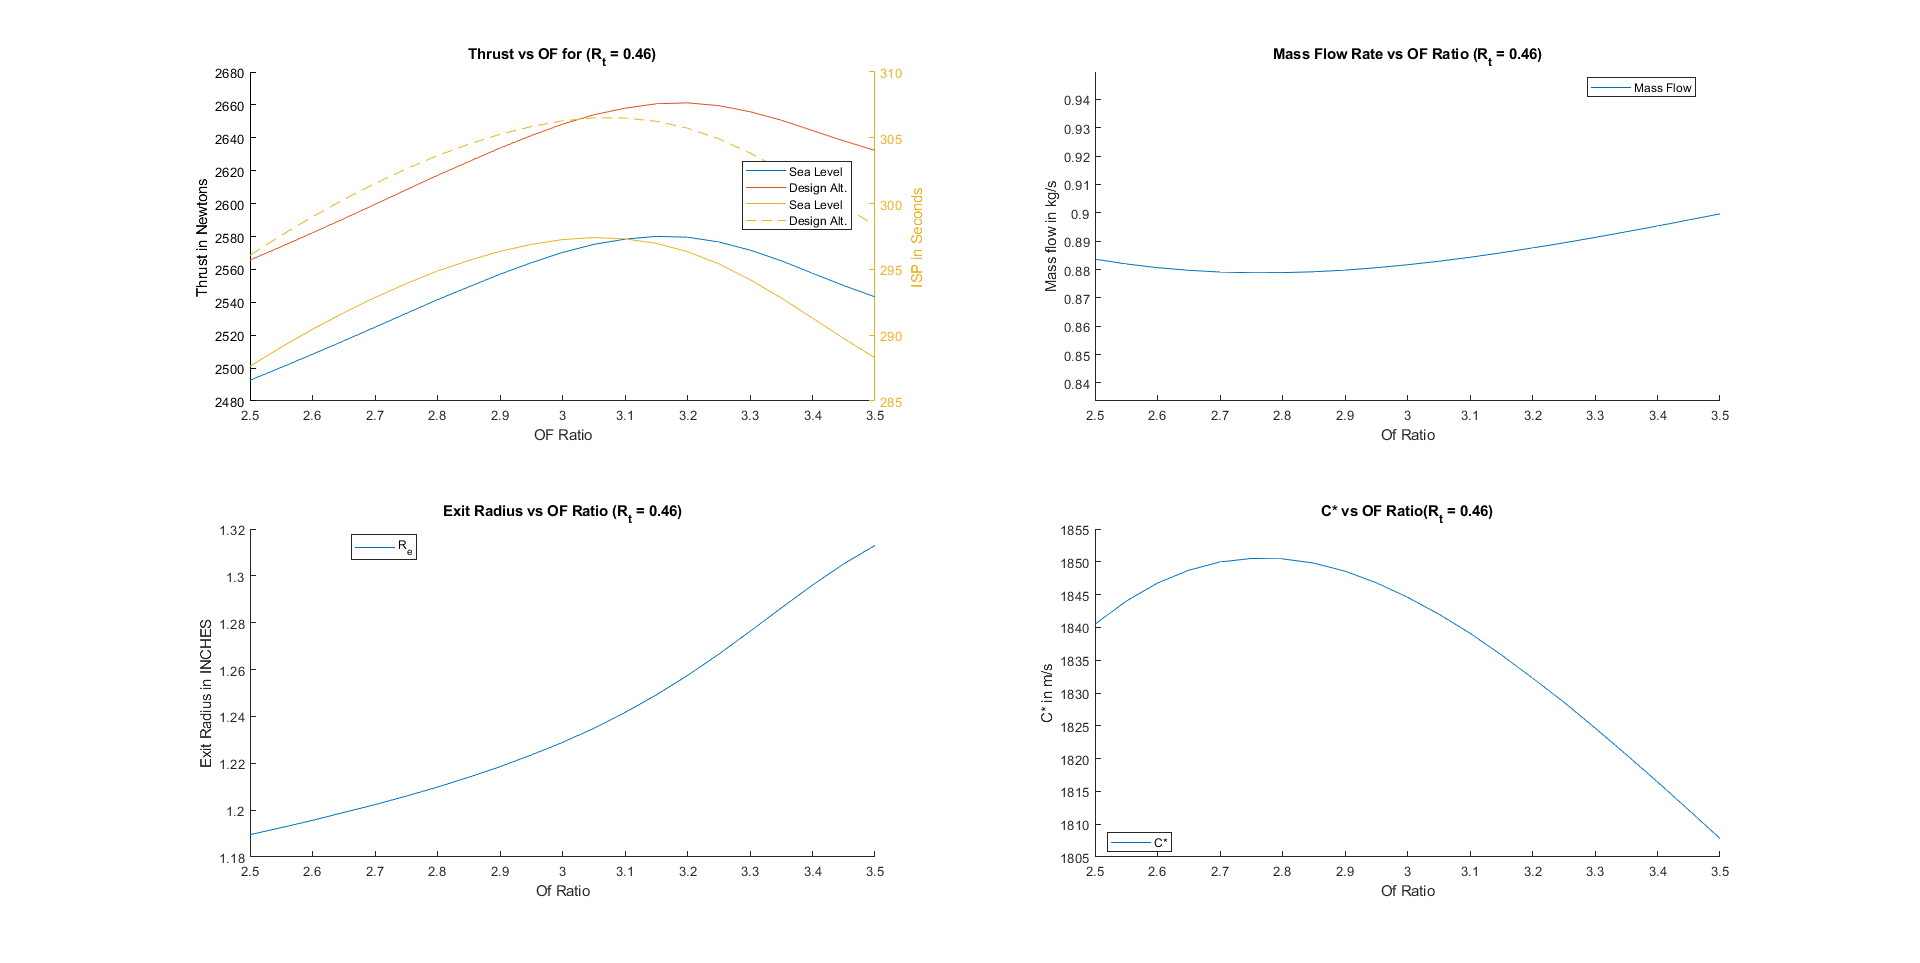 Thrust vs OF for (Rt = 0.46)
2680
2660
2640
2620
2600
2580
2560
2540
2520
2500
2480
Thrust in Newtons
310
305
300
295
290
285
ISP in Seconds
Sea Level
Design Alt.
Sea Level
Design Alt.
2.5 2.6 2.7 2.8 2.9 3 3.1 3.2 3.3 3.4 3.5
OF Ratio
Mass Flow Rate vs OF Ratio (Rt = 0.46)
Mass Flow
0.94
0.93
0.92
0.91
0.9
0.89
0.88
0.87
0.86
0.85
0.84
Mass flow in kg/s
2.5 2.6 2.7 2.8 2.9 3 3.1 3.2 3.3 3.4 3.5
Of Ratio
Exit Radius vs OF Ratio (Rt = 0.46)
Re
1.32
1.3
1.28
1.26
1.24
1.22
1.2
1.18
Exit Radius in INCHES
2.5 2.6 2.7 2.8 2.9 3 3.1 3.2 3.3 3.4 3.5
Of Ratio
C* vs OF Ratio(Rt = 0.46)
1855
1850
1845
1840
1835
1830
1825
1820
1815
1810
1805
C* in m/s
C*
2.5 2.6 2.7 2.8 2.9 3 3.1 3.2 3.3 3.4 3.5
Of Ratio